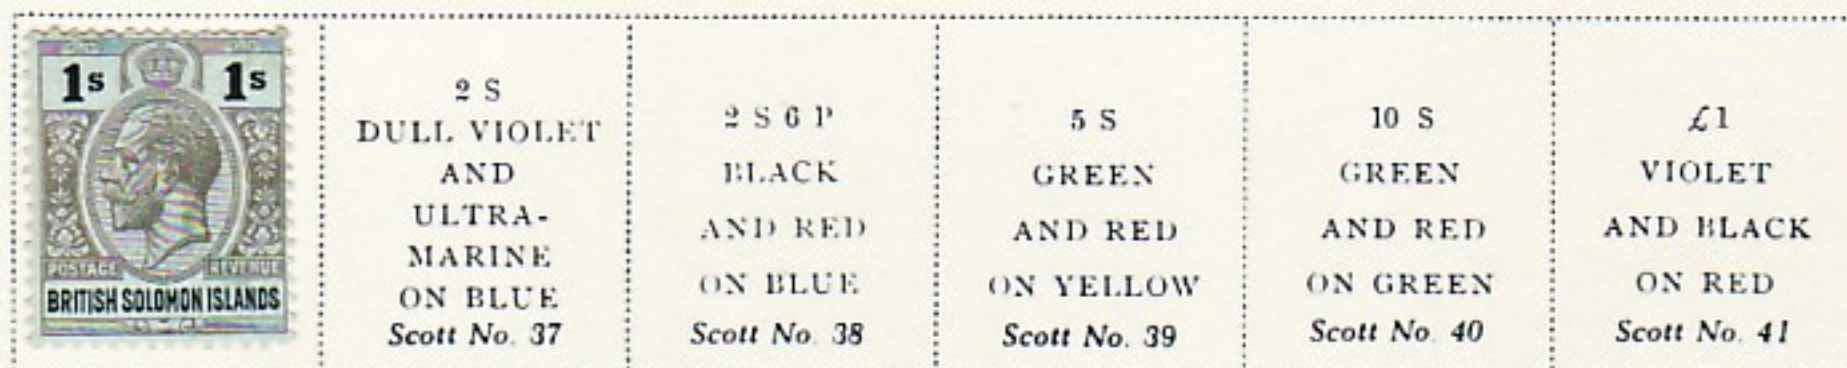 1s 1s
POSTAGE REVENUE
BRITISH SOLOMON ISLANDS
2 S
DULL VIOLET
AND
ULTRA-
MARINE
ON BLUE
Scott No. 37
2 S 6 P
BLACK
AND RED
ON BLUE
Scott No. 38
5 S
GREEN
AND RED
ON YELLOW
Scott No. 39
10 S
GREEN
AND RED
ON GREEN
Scott No. 40
£1
VIOLET
AND BLACK
ON RED
Scott No. 41